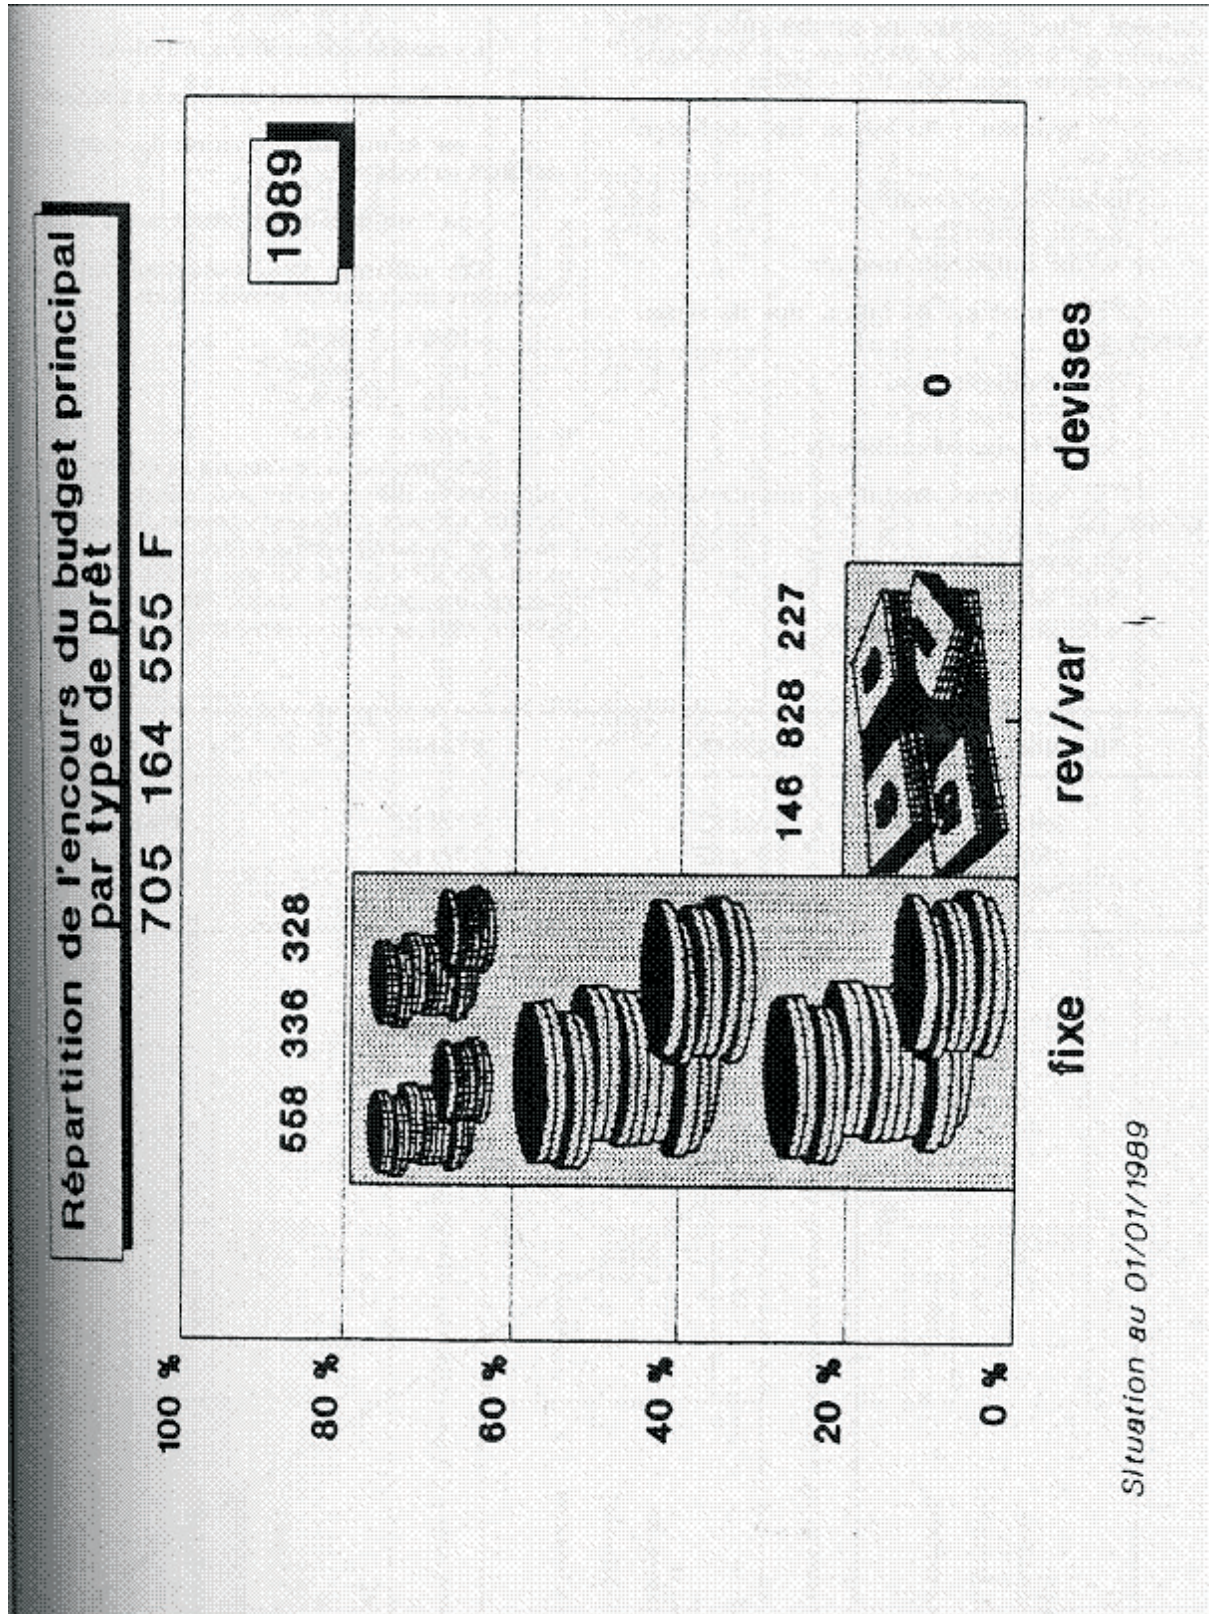 Répartition de l'encours du budget principal
par type de prêt
705 164 555 F
1989
100 %
80 %
60 %
40 %
20 %
0 %
558 336 328
146 828 227
0
fixe
rev/var
devises
Situation au 01/01/1989